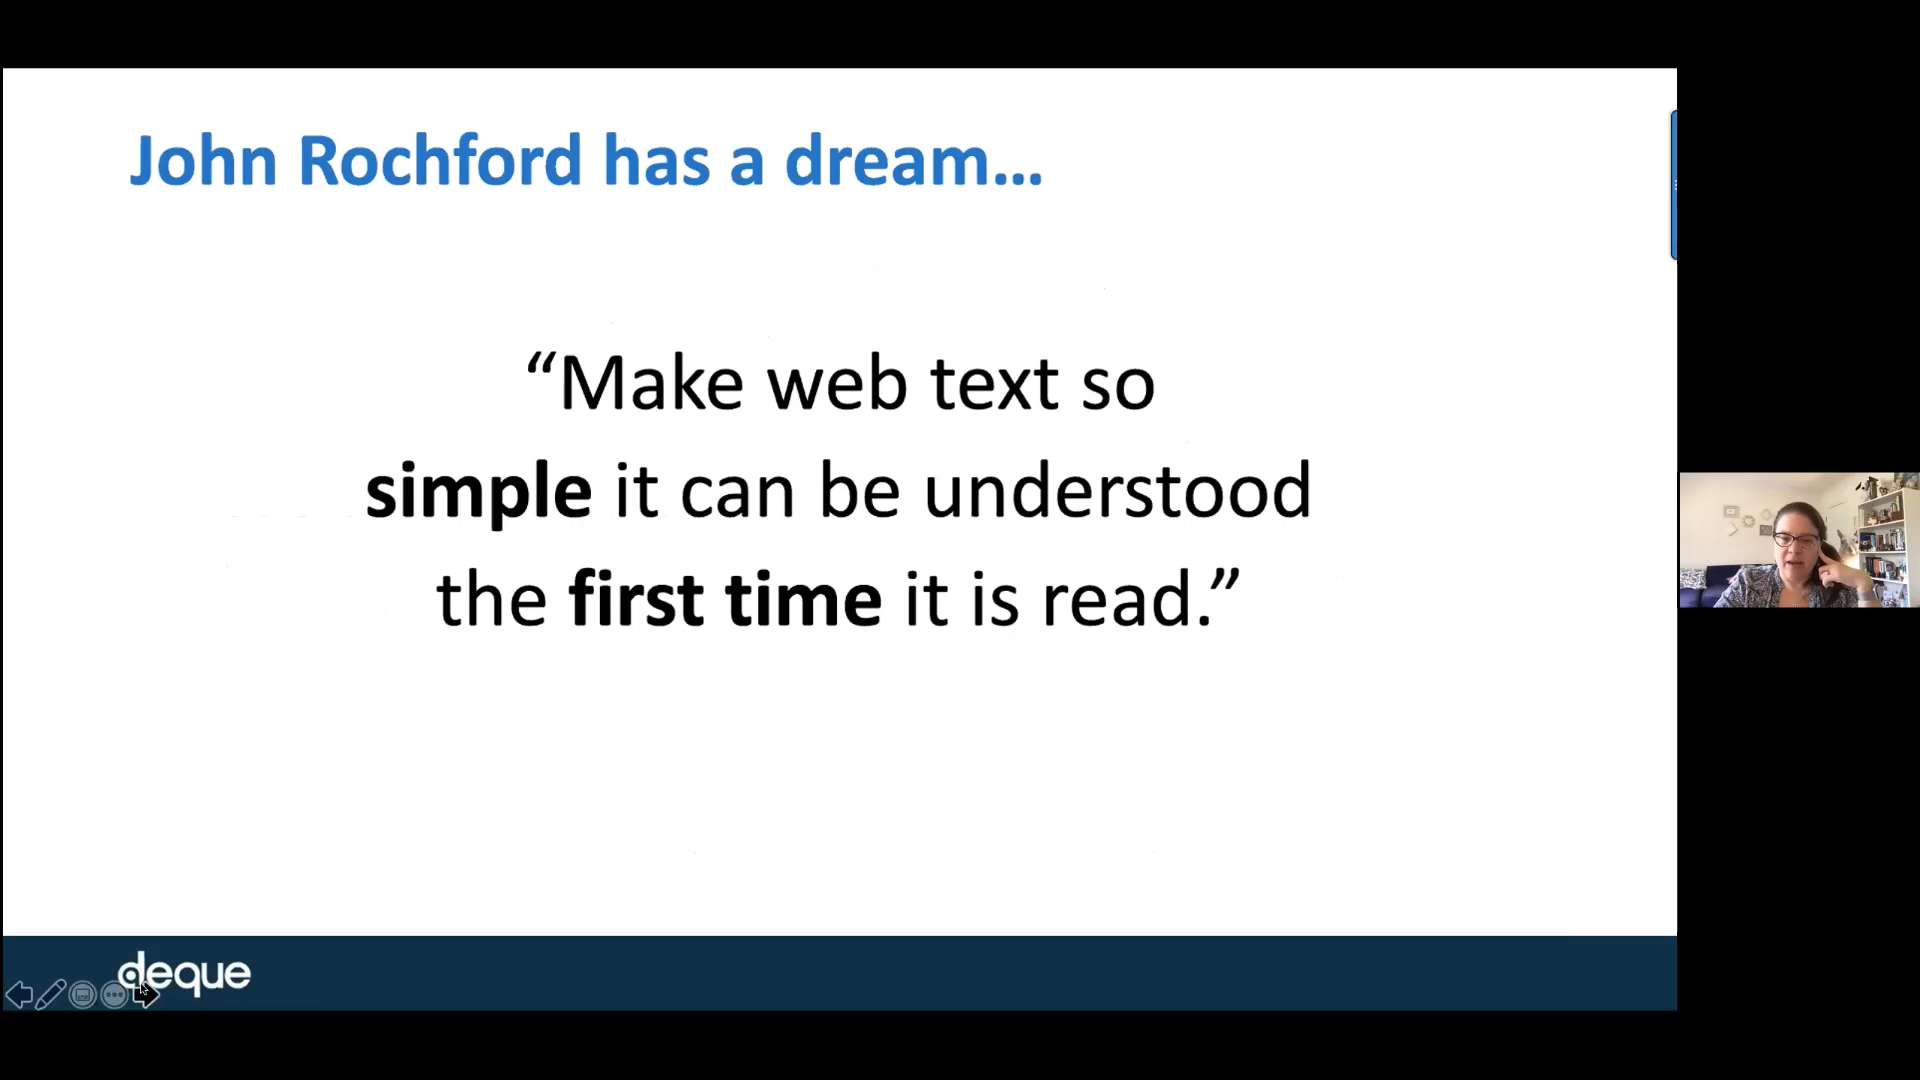 John Rochford has a dream...
“Make web text so
simple it can be understood
the first time it is read.”
deque